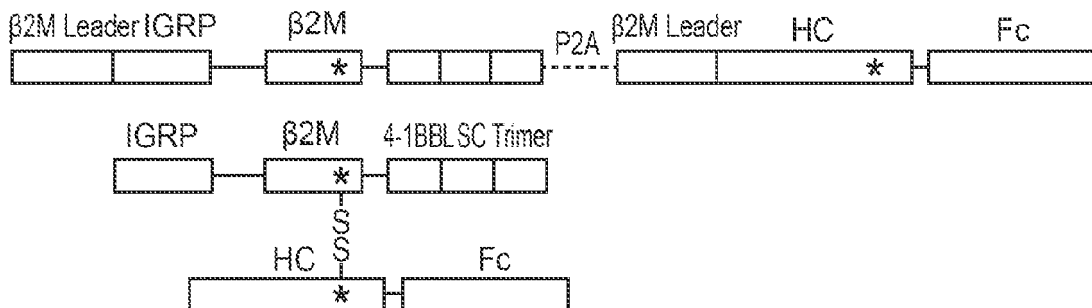 β2M Leader IGRP β2M P2A β2M Leader HC Fc
* *
IGRP β2M 4-1BBL SC Trimer
*
S
S
HC Fc
*